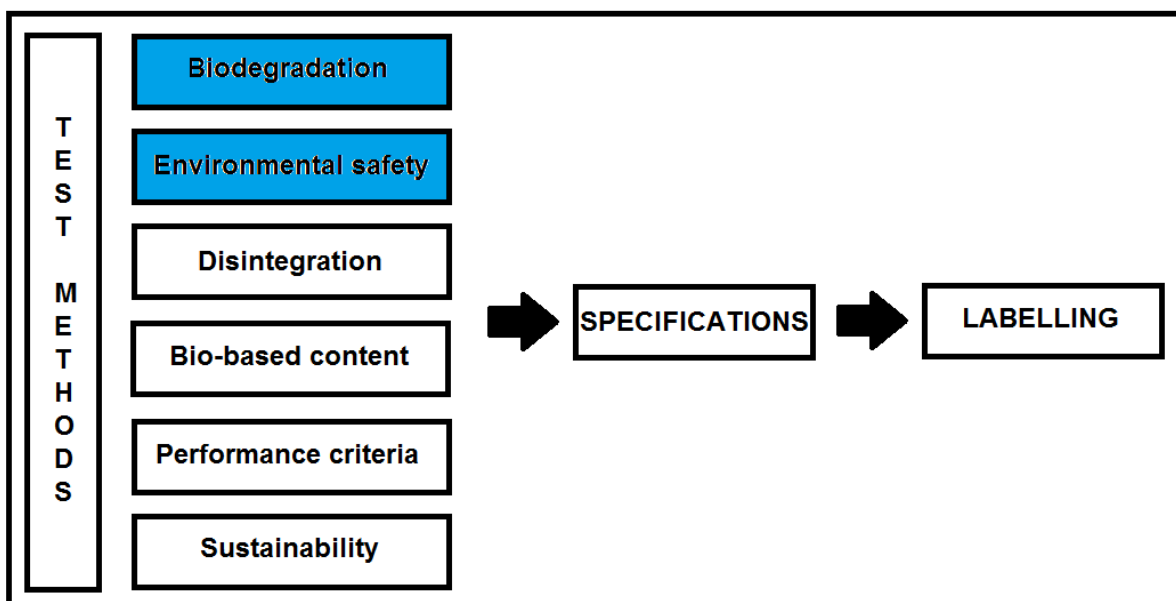 TEST METHODS
Biodegradation
Environmental safety
Disintegration
Bio-based content
Performance criteria
Sustainability
SPECIFICATIONS
LABELLING